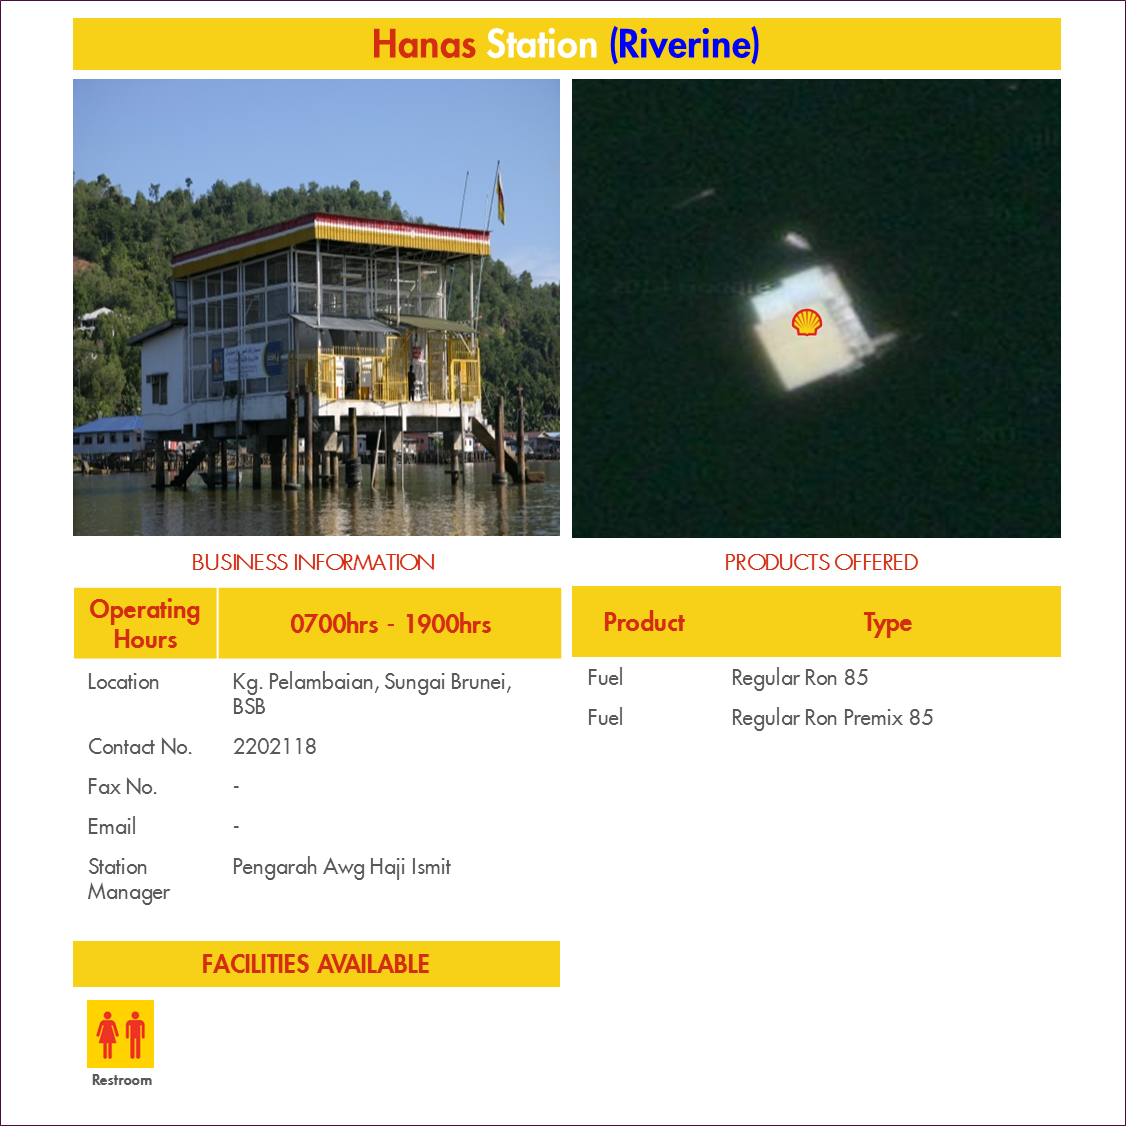 Hanas Station (Riverine)
BUSINESS INFORMATION
Operating
Hours
0700hrs - 1900hrs
Location
Kg. Pelambaian, Sungai Brunei,
BSB
Contact No.
2202118
Fax No.
-
Email
-
Station
Manager
Pengarah Awg Haji Ismit
FACILITIES AVAILABLE
Restroom
PRODUCTS OFFERED
Product
Type
Fuel
Regular Ron 85
Fuel
Regular Ron Premix 85